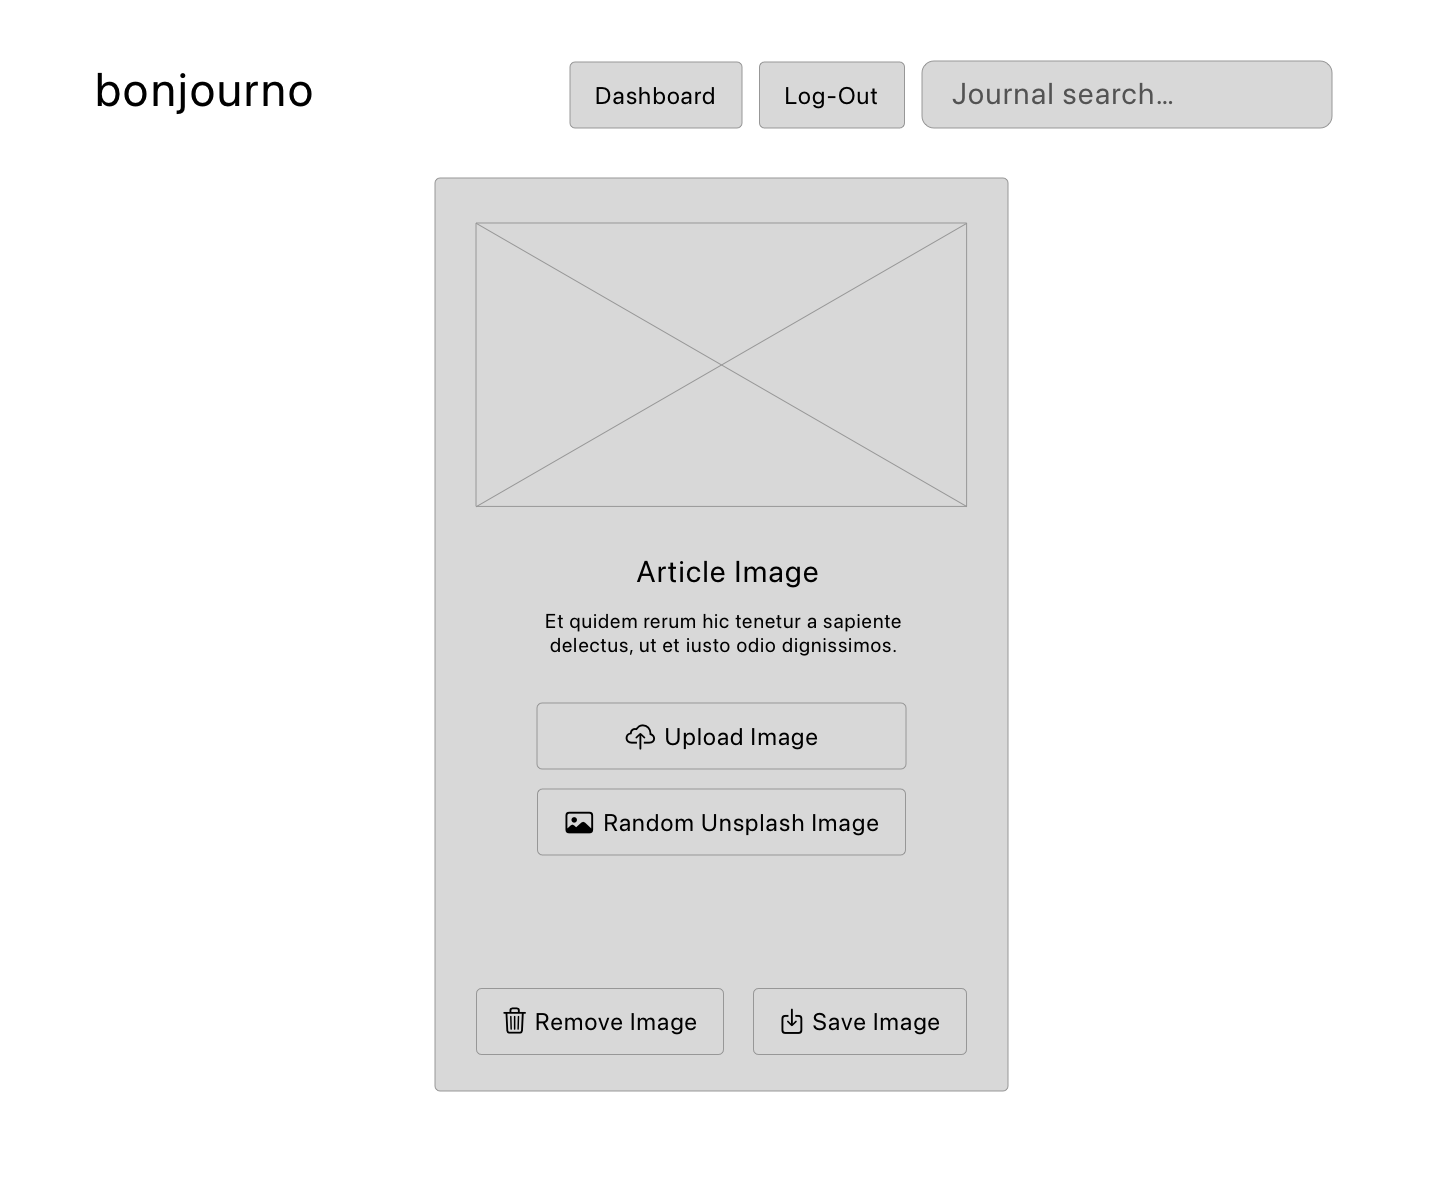 bonjourno
Dashboard
Log-Out
Journal search...
Article Image
Et quidem rerum hic tenetur a sapiente
delectus, ut et iusto odio dignissimos.
Upload Image
Random Unsplash Image
Remove Image
Save Image